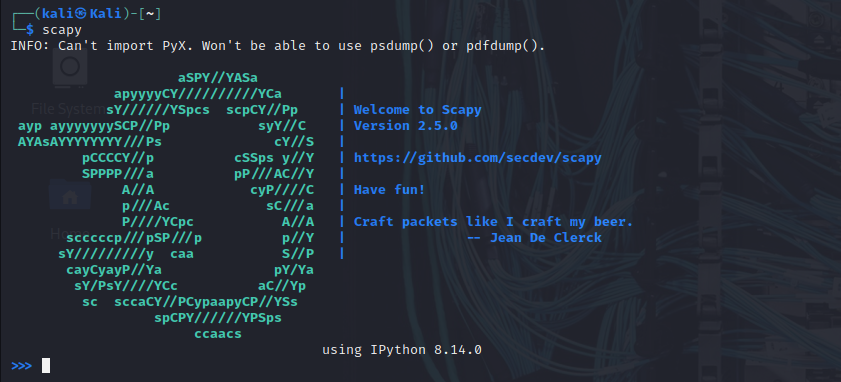 ┌──(kali㉿Kali)-[~]
└─$ scapy
INFO: Can't import PyX. Won't be able to use psdump() or pdfdump().
File System
                     aSPY//YASa
             apyyyyCY//////////YCa       |
            sY//////YSpcs  scpCY//Pp     | Welcome to Scapy
 ayp ayyyyyyySCP//Pp           syY//C    | Version 2.5.0
 AYAsAYYYYYYYY///Ps              cY//S   |
         pCCCCY//p          cSSps y//Y   | https://github.com/secdev/scapy
         SPPPP///a          pP///AC//Y   |
              A//A            cyP////C   | Have fun!
              p///Ac            sC///a   |
              P////YCpc           A//A   | Craft packets like I craft my beer.
       scccccp///pSP///p          p//Y   |               -- Jean De Clerck
      sY/////////y  caa           S//P   |
       cayCyayP//Ya              pY/Ya
        sY/PsY////YCc          aC//Yp
         sc  sccaCY//PCypaapyCP//YSs
                  spCPY//////YPSps
                       ccaacs
                                       using IPython 8.14.0
>>>